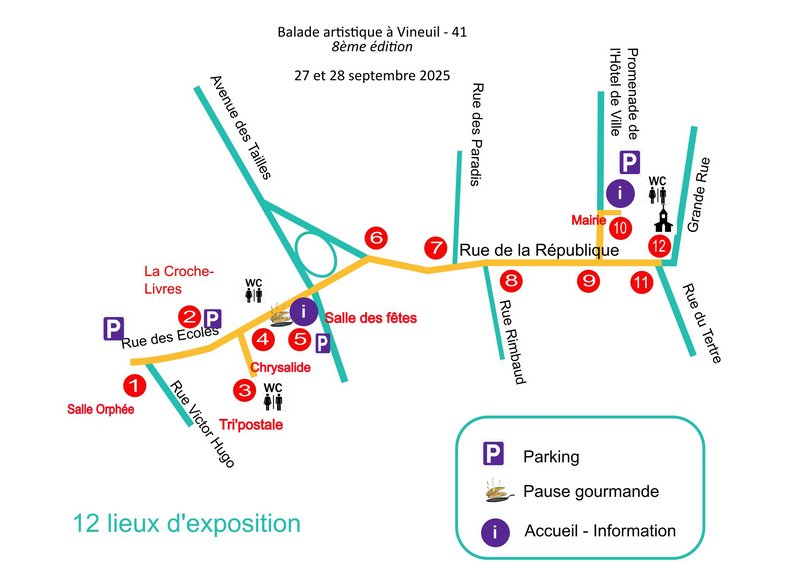 Balade artistique à Vineuil - 41
8ème édition
27 et 28 septembre 2025
Avenue des Tailles
Rue des Paradis
Promenade de
l'Hôtel de Ville
P
i
WC
Grande Rue
Mairie
10
12
6
7
Rue de la République
8
9
11
Rue du Tertre
Rue Rimbaud
La Croche-
Livres
WC
P
2
P
Rue des Ecoles
i
Salle des fêtes
4
5
P
Chrysalide
1
3
WC
Salle Orphée
Rue Victor Hugo
Tri'postale
12 lieux d'exposition
P
Parking
Pause gourmande
i
Accueil - Information